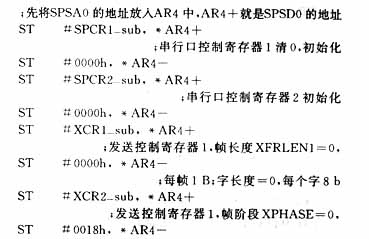 ;先将SPSA0 的地址放入AR4 中,AR4+就是SPSD0的地址
ST #SPCR1_sub, *AR4+
;串行口控制寄存器1清0,初始化
ST #0000h, *AR4-
ST #SPCR2_sub, *AR4+
;串行口控制寄存器2初始化
ST #0000h, *AR4-
ST #XCR1_sub, *AR4+
;发送控制寄存器1,帧长度XFRLEN1=0,
ST #0000h, *AR4-
;每帧1 B;字长度=0,每个字8 b
ST #XCR2_sub, *AR4+
;发送控制寄存器1,帧阶段XPHASE=0,
ST #0018h, *AR4-